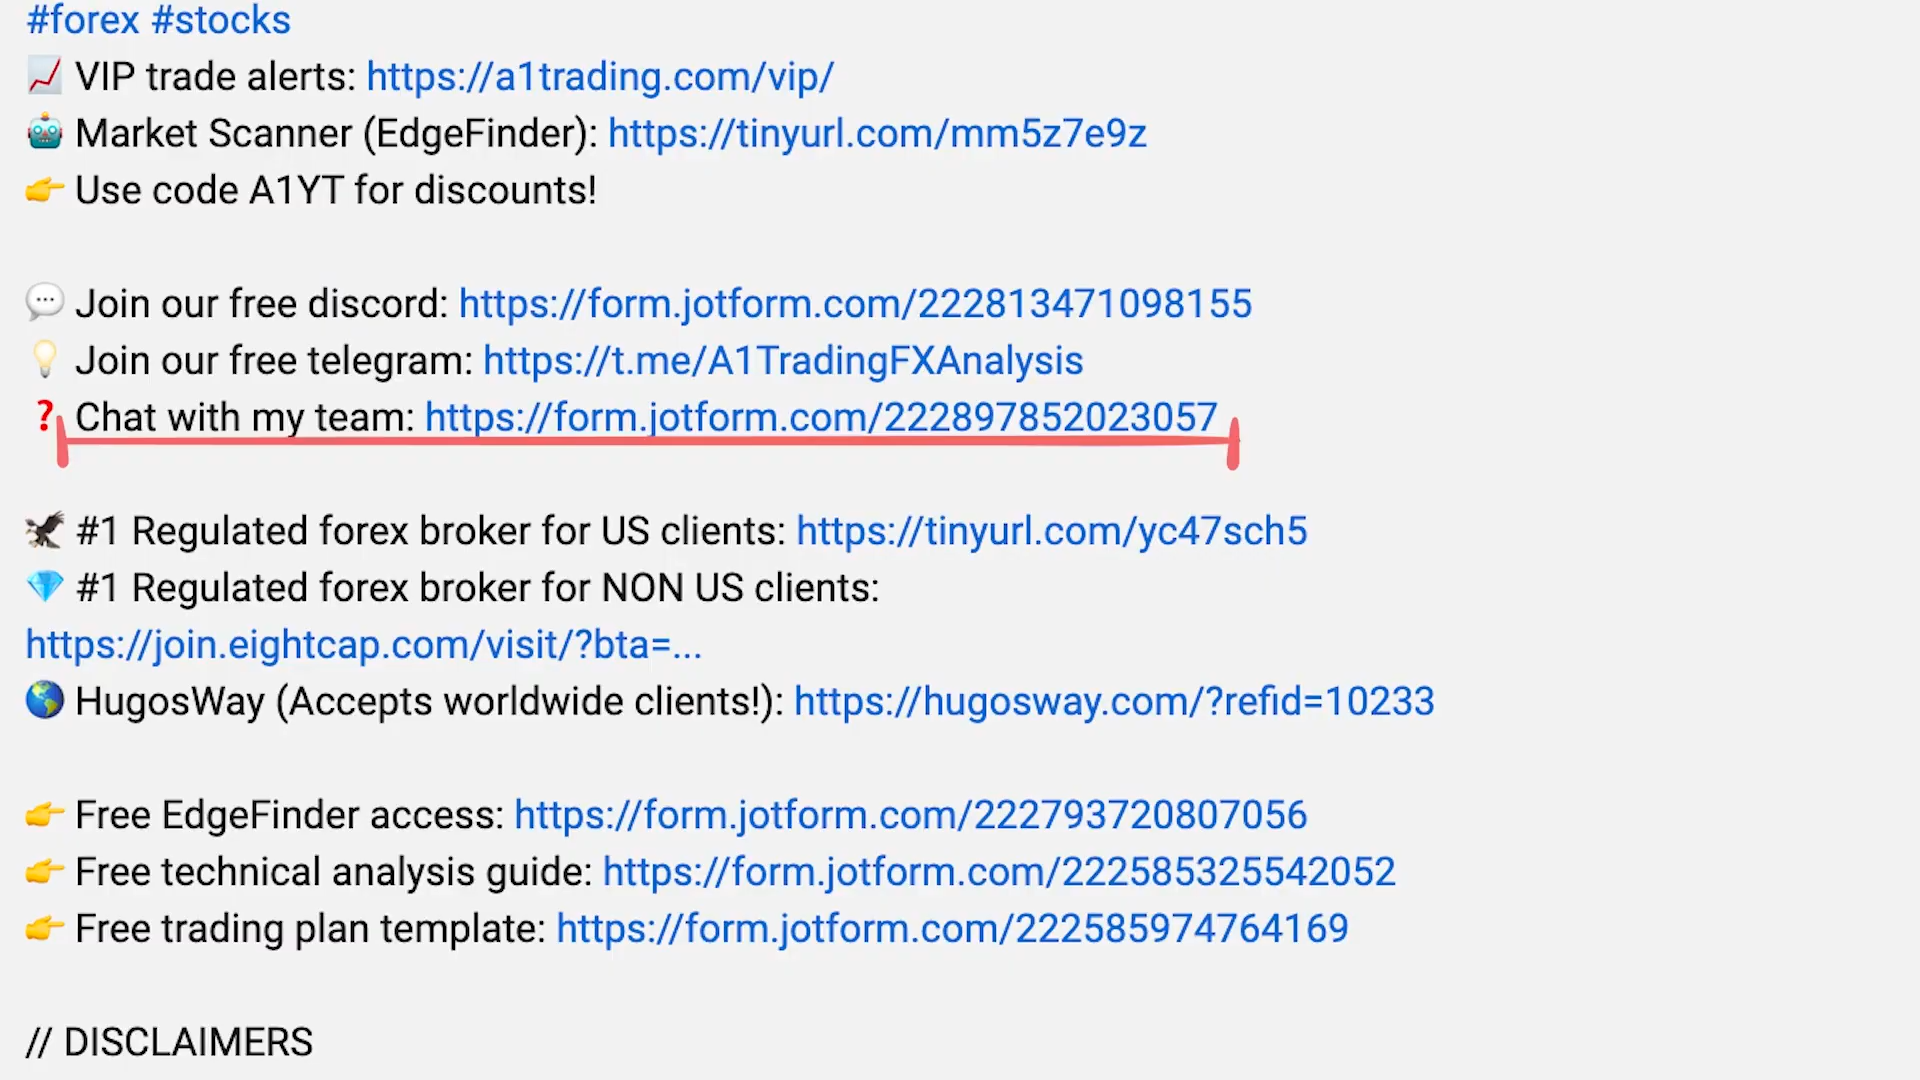 #forex #stocks
📈 VIP trade alerts: https://a1trading.com/vip/
🤖 Market Scanner (EdgeFinder): https://tinyurl.com/mm5z7e9z
👉 Use code A1YT for discounts!
💬 Join our free discord: https://form.jotform.com/222813471098155
💡 Join our free telegram: https://t.me/A1TradingFXAnalysis
❓ Chat with my team: https://form.jotform.com/222897852023057
🦅 #1 Regulated forex broker for US clients: https://tinyurl.com/yc47sch5
💎 #1 Regulated forex broker for NON US clients:
https://join.eightcap.com/visit/?bta=...
🌎 HugosWay (Accepts worldwide clients!): https://hugosway.com/?refid=10233
👉 Free EdgeFinder access: https://form.jotform.com/222793720807056
👉 Free technical analysis guide: https://form.jotform.com/222585325542052
👉 Free trading plan template: https://form.jotform.com/222585974764169
// DISCLAIMERS